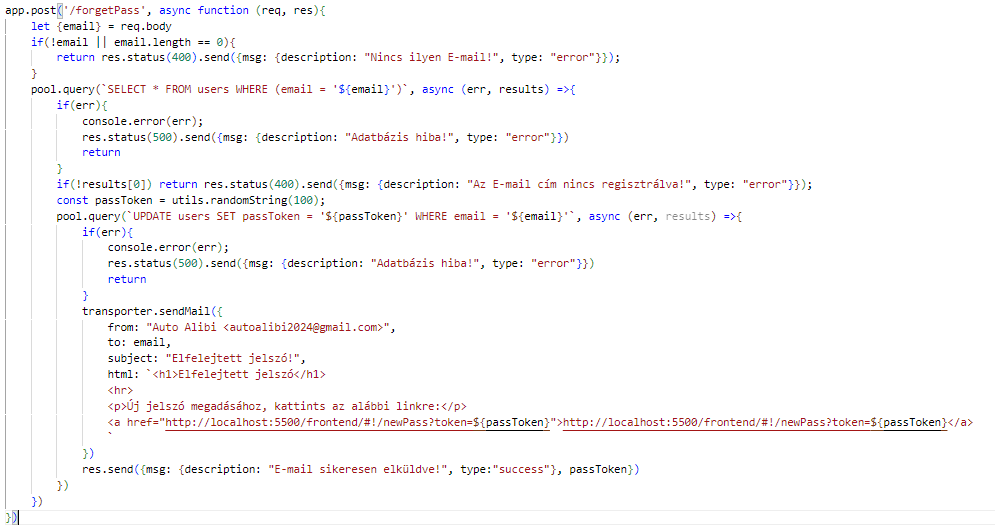 app.post('/forgetPass', async function (req, res){
    let {email} = req.body
    if(!email || email.length == 0){
        return res.status(400).send({msg: {description: "Nincs ilyen E-mail!", type: "error"}});
    }
    pool.query(`SELECT * FROM users WHERE (email = '${email}')`, async (err, results) =>{
        if(err){
            console.error(err);
            res.status(500).send({msg: {description: "Adatbázis hiba!", type: "error"}})
            return
        }
        if(!results[0]) return res.status(400).send({msg: {description: "Az E-mail cím nincs regisztrálva!", type: "error"}});
        const passToken = utils.randomString(100);
        pool.query(`UPDATE users SET passToken = '${passToken}' WHERE email = '${email}'`, async (err, results) =>{
            if(err){
                console.error(err);
                res.status(500).send({msg: {description: "Adatbázis hiba!", type: "error"}})
                return
            }
            transporter.sendMail({
                from: "Auto Alibi <autoalibi2024@gmail.com>",
                to: email,
                subject: "Elfelejtett jelszó!",
                html: `<h1>Elfelejtett jelszó</h1>
                <hr>
                <p>Új jelszó megadásához, kattints az alábbi linkre:</p>
                <a href="http://localhost:5500/frontend/#!/newPass?token=${passToken}">http://localhost:5500/frontend/#!/newPass?token=${passToken}</a>
                `
            })
            res.send({msg: {description: "E-mail sikeresen elküldve!", type:"success"}, passToken})
        })
    })
})